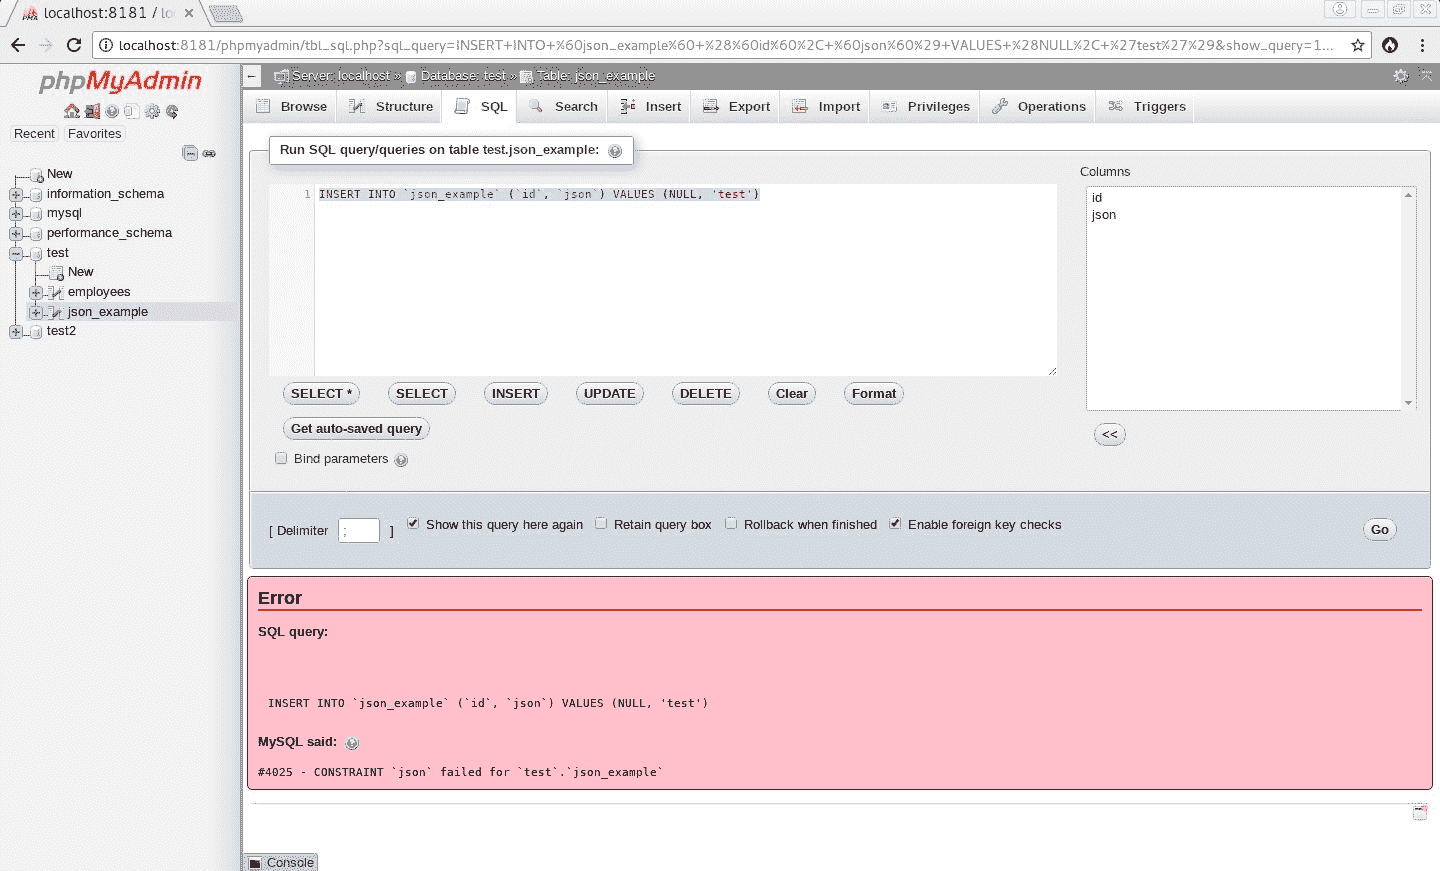 localhost:8181 / lo
localhost:8181/phpmyadmin/tbl_sql.php?sql_query=INSERT+INTO+%60json_example%60+%28%60id%60%2C+%60json%60%29+VALUES+%28NULL%2C+%27test%27%29&show_query=1...
phpMyAdmin
Recent Favorites
New
information_schema
mysql
performance_schema
test
New
employees
json_example
test2
Server: localhost » Database: test » Table: json_example
Browse Structure SQL Search Insert Export Import Privileges Operations Triggers
Run SQL query/queries on table test.json_example:
1 INSERT INTO `json_example` (`id`, `json`) VALUES (NULL, 'test')
Columns
id
json
SELECT * SELECT INSERT UPDATE DELETE Clear Format
Get auto-saved query
<<
Bind parameters
[ Delimiter ; ] Show this query here again Retain query box Rollback when finished Enable foreign key checks Go
Error
SQL query:
INSERT INTO `json_example` (`id`, `json`) VALUES (NULL, 'test')
MySQL said:
#4025 - CONSTRAINT `json` failed for `test`.`json_example`
Console